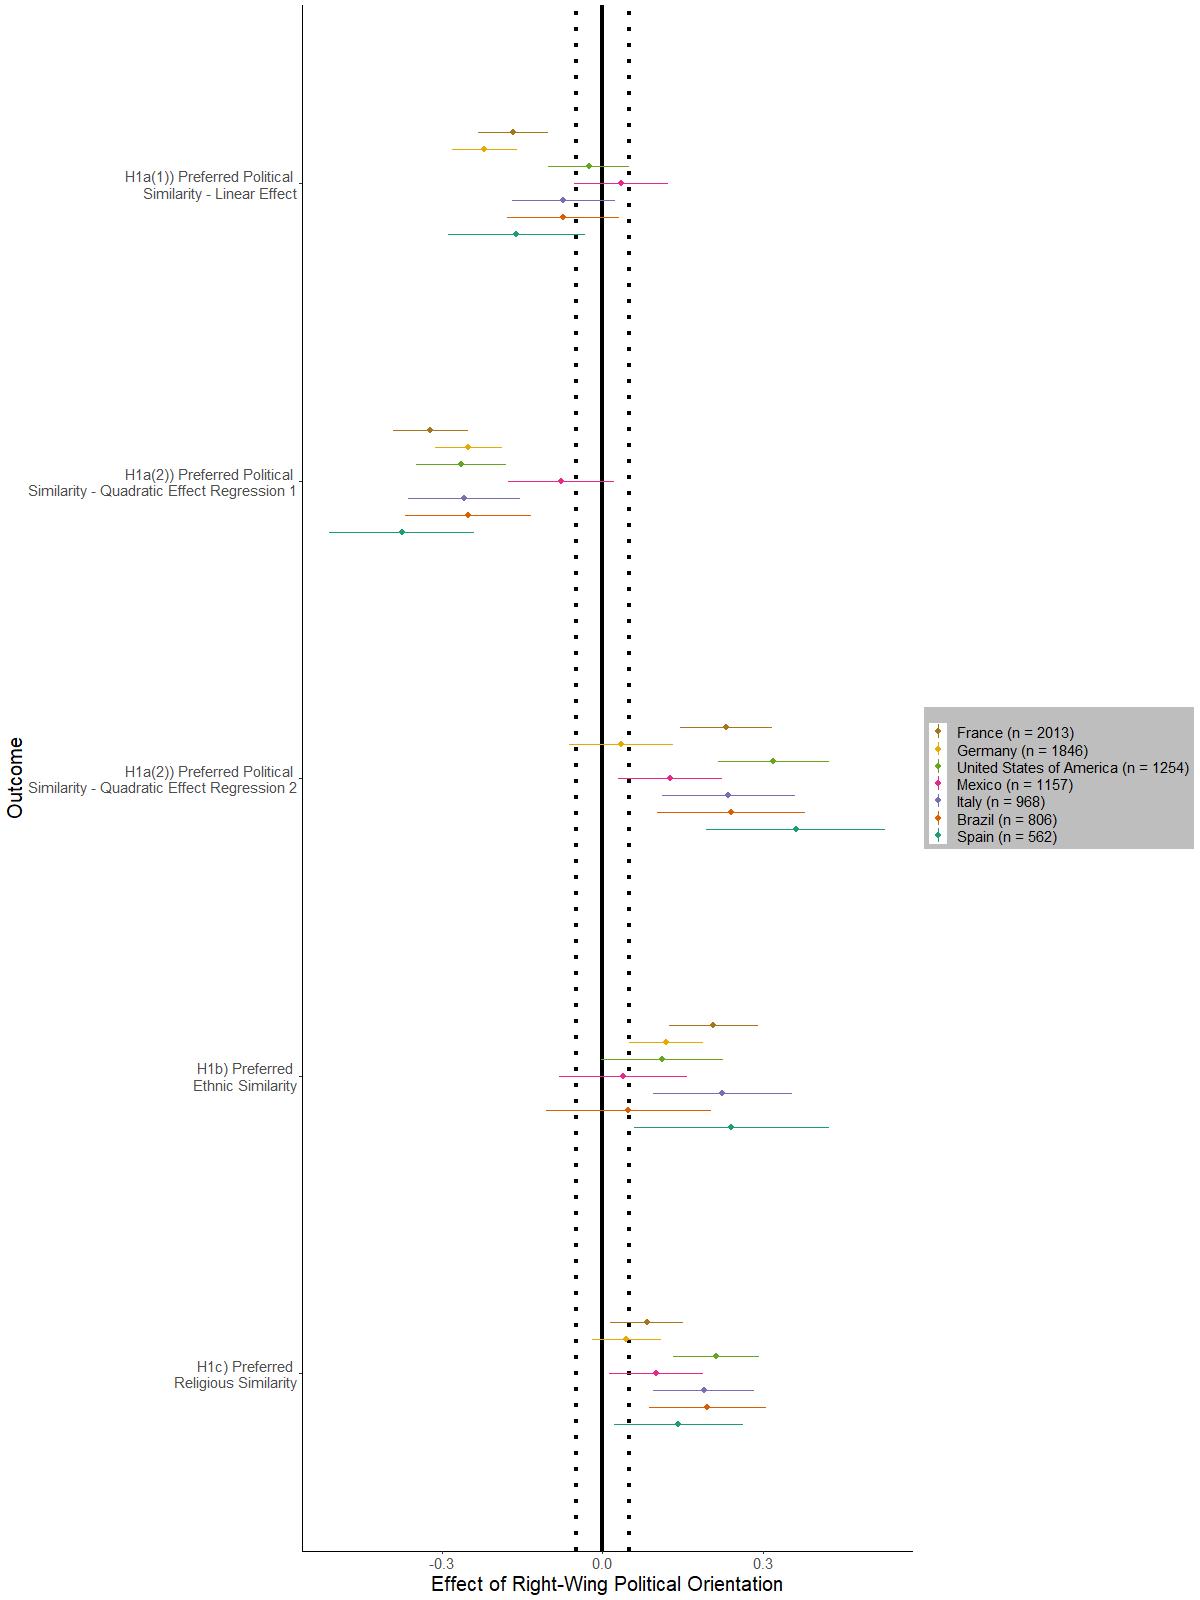 H1a(1)) Preferred Political
Similarity - Linear Effect
H1a(2)) Preferred Political
Similarity - Quadratic Effect Regression 1
H1a(2)) Preferred Political
Similarity - Quadratic Effect Regression 2
H1b) Preferred
Ethnic Similarity
H1c) Preferred
Religious Similarity
Outcome
-0.3
0.0
0.3
Effect of Right-Wing Political Orientation
France (n = 2013)
Germany (n = 1846)
United States of America (n = 1254)
Mexico (n = 1157)
Italy (n = 968)
Brazil (n = 806)
Spain (n = 562)